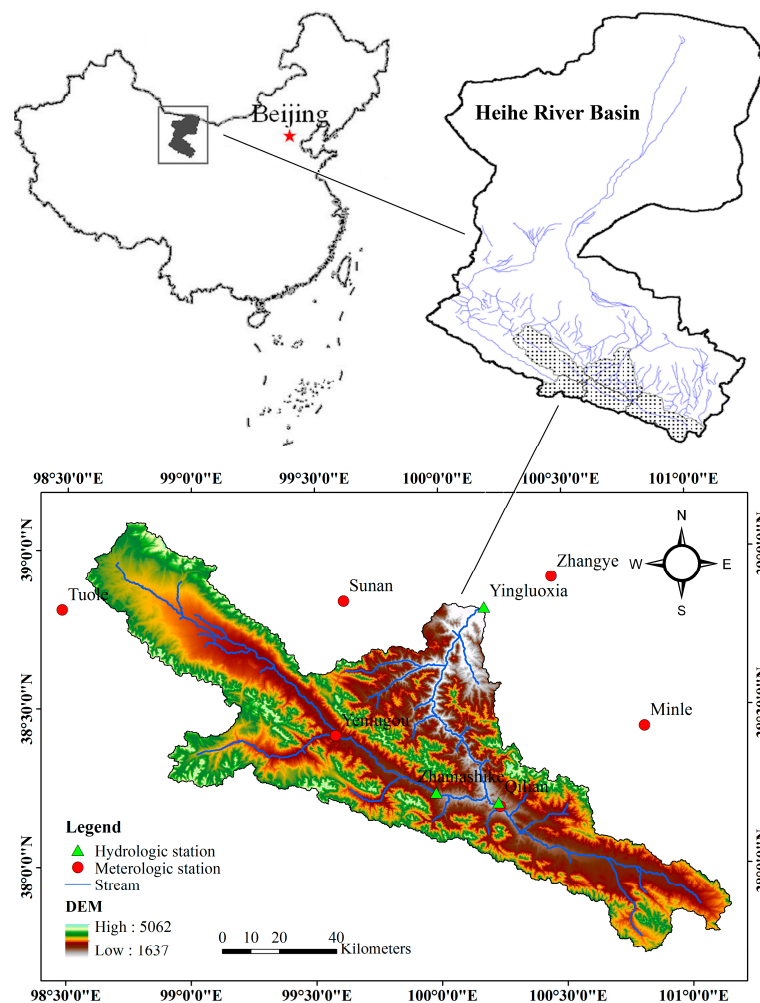 Beijing
Heihe River Basin
98°30'0"E
99°0'0"E
99°30'0"E
100°0'0"E
100°30'0"E
101°0'0"E
39°0'0"N
38°30'0"N
38°0'0"N
N
W
E
S
Zhangye
Tuole
Sunan
Yingluoxia
Minle
Yeniugou
Zhamashike
Qilian
Legend
Hydrologic station
Meterologic station
Stream
DEM
High : 5062
Low : 1637
0 10 20 40
Kilometers
98°30'0"E
99°0'0"E
99°30'0"E
100°0'0"E
100°30'0"E
101°0'0"E